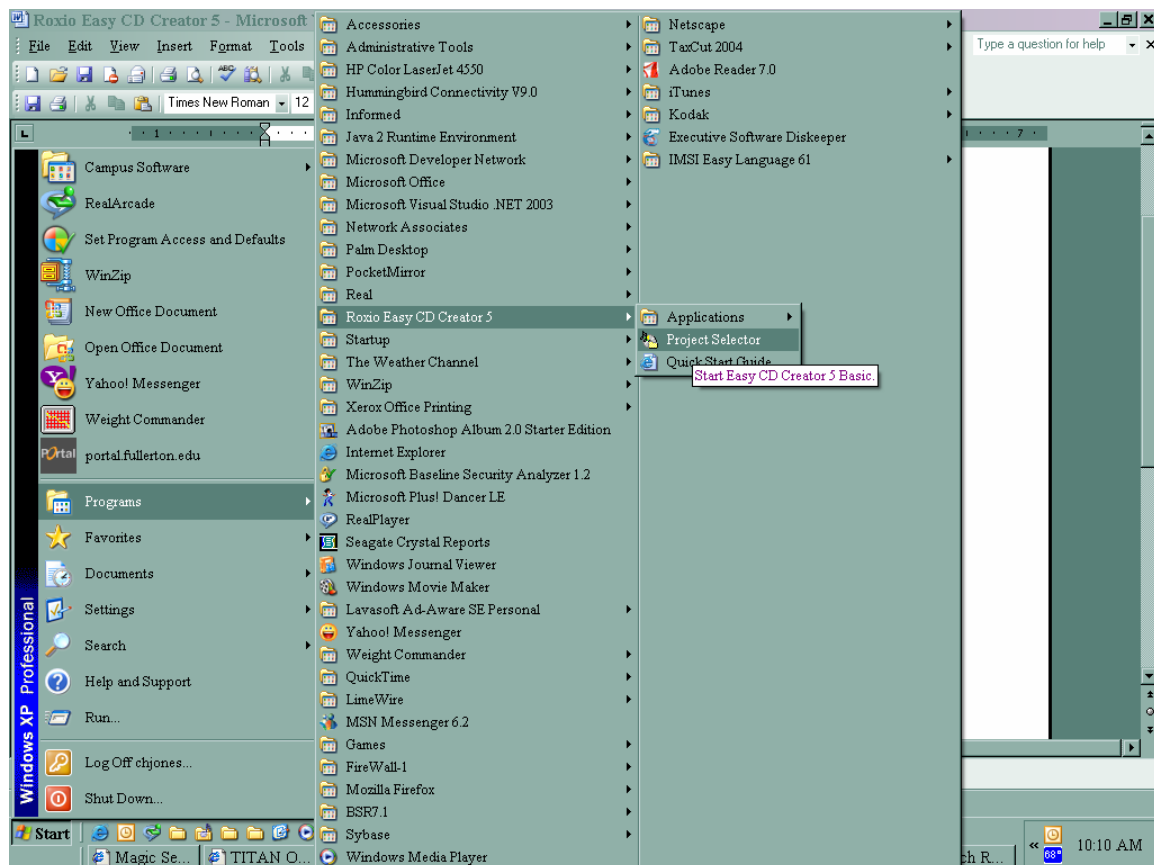 Roxio Easy CD Creator 5 - Microsoft
File Edit View Insert Format Tools
Type a question for help
Times New Roman 12
1
7
Campus Software
RealArcade
Set Program Access and Defaults
WinZip
New Office Document
Open Office Document
Yahoo! Messenger
Weight Commander
portal.fullerton.edu
Programs
Favorites
Documents
Settings
Search
Help and Support
Run...
Log Off chjones...
Shut Down...
Windows XP Professional
Accessories
Administrative Tools
HP Color LaserJet 4550
Hummingbird Connectivity V9.0
Informed
Java 2 Runtime Environment
Microsoft Developer Network
Microsoft Office
Microsoft Visual Studio .NET 2003
Network Associates
Palm Desktop
PocketMirror
Real
Roxio Easy CD Creator 5
Startup
The Weather Channel
WinZip
Xerox Office Printing
Adobe Photoshop Album 2.0 Starter Edition
Internet Explorer
Microsoft Baseline Security Analyzer 1.2
Microsoft Plus! Dancer LE
RealPlayer
Seagate Crystal Reports
Windows Journal Viewer
Windows Movie Maker
Lavasoft Ad-Aware SE Personal
Yahoo! Messenger
Weight Commander
QuickTime
LimeWire
MSN Messenger 6.2
Games
FireWall-1
Mozilla Firefox
BSR7.1
Sybase
Windows Media Player
Netscape
TaxCut 2004
Adobe Reader 7.0
iTunes
Kodak
Executive Software Diskeeper
IMSI Easy Language 61
Applications
Project Selector
Quick Start Guide
Start Easy CD Creator 5 Basic.
Start
Magic Se...
TITAN O...
ch R...
68°
10:10 AM